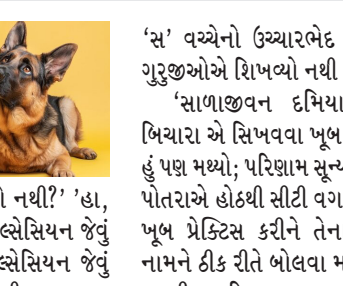 નથી?' 'હા,
લ્સેસિયન જેવું
લ્સેસિયન જેવું
'સ' વચ્ચેનો ઉચ્ચારભેદ
ગુરુજીઓએ શિખવ્યો નથી
'સાળાજીવન દમિયા
બિચારા એ સિખવવા ખૂબ
હું પણ મથ્યો; પરિણામ સૂન્ય
પોતરાએ હોઠથી સીટી વગ
ખૂબ પ્રેક્ટિસ કરીને તેન
નામને ઠીક રીતે બોલવા મ